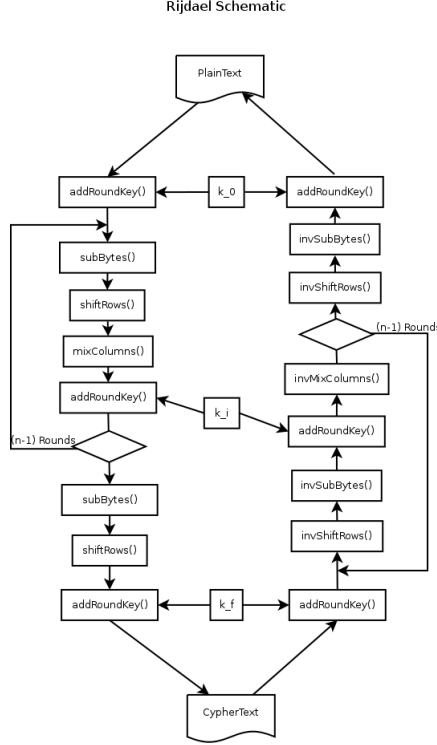 Rijdael Schematic
PlainText
addRoundKey()
k_0
addRoundKey()
subBytes()
invSubBytes()
shiftRows()
invShiftRows()
mixColumns()
(n-1) Rounds
addRoundKey()
invMixColumns()
k_i
addRoundKey()
(n-1) Rounds
subBytes()
invSubBytes()
shiftRows()
invShiftRows()
addRoundKey()
k_f
addRoundKey()
CypherText